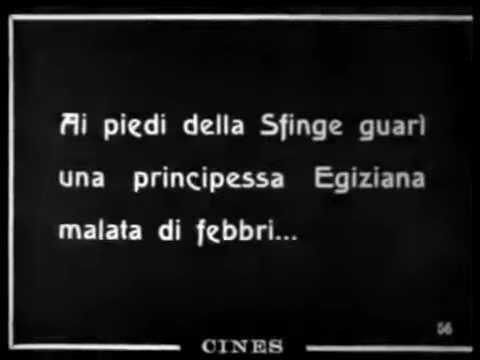 Ai piedi della Sfinge guarì
una principessa Egiziana
malata di febbri...
56
CINES